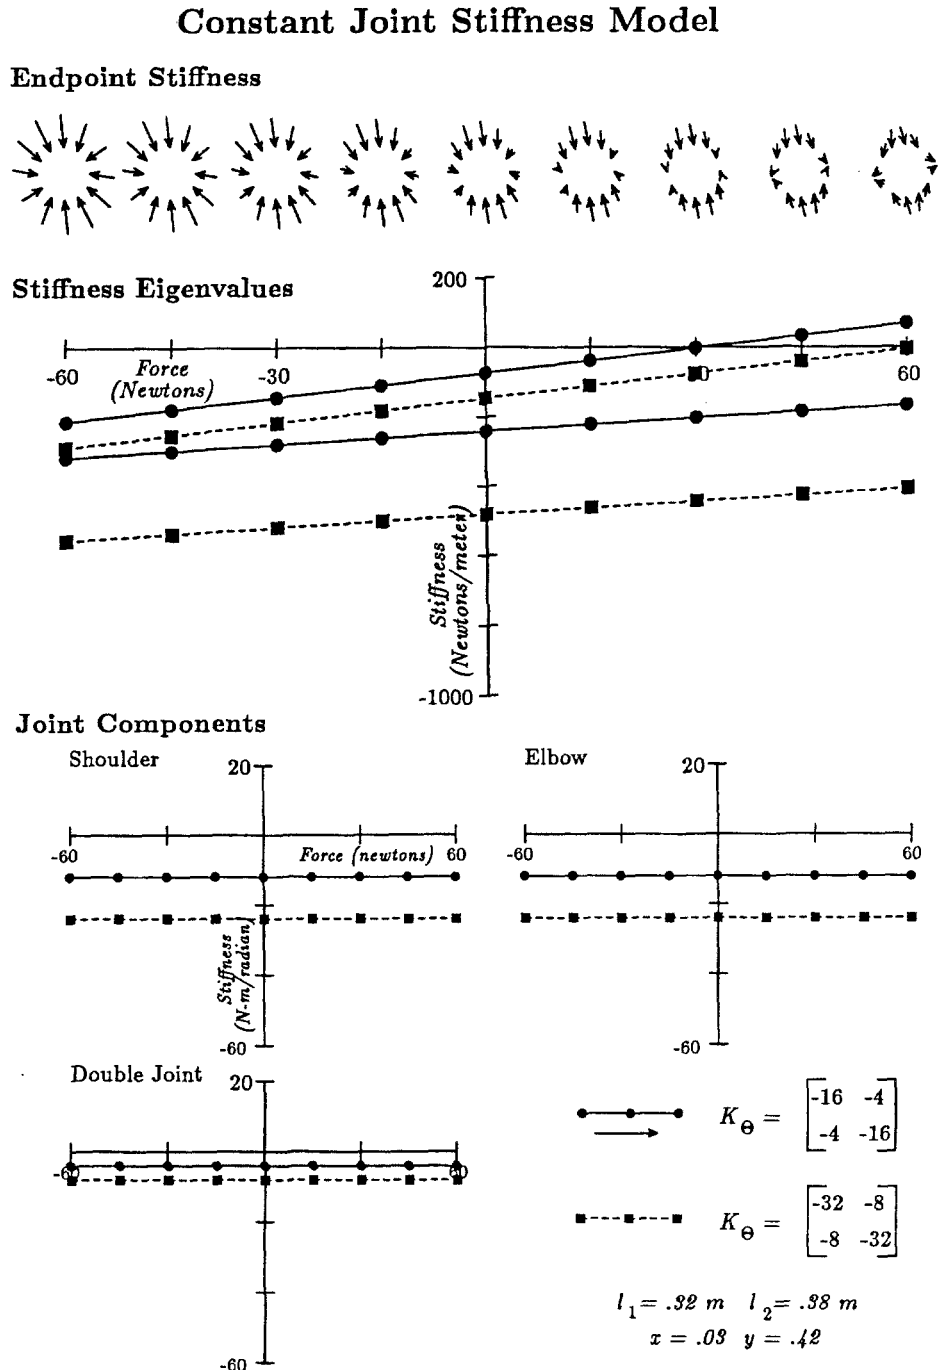 Constant Joint Stiffness Model
Endpoint Stiffness
Stiffness Eigenvalues
200
-60
Force
(Newtons)
-30
60
Stiffness
(Newtons/meter)
-1000
Joint Components
Shoulder
20
-60
Force (newtons)
60
Stiffness
(N-m/radian)
-60
Elbow
20
-60
60
-60
Double Joint
20
-60
60
-60
K_Θ = [-16 -4
-4 -16]
K_Θ = [-32 -8
-8 -32]
l_1 = .32 m l_2 = .38 m
x = .03 y = .42